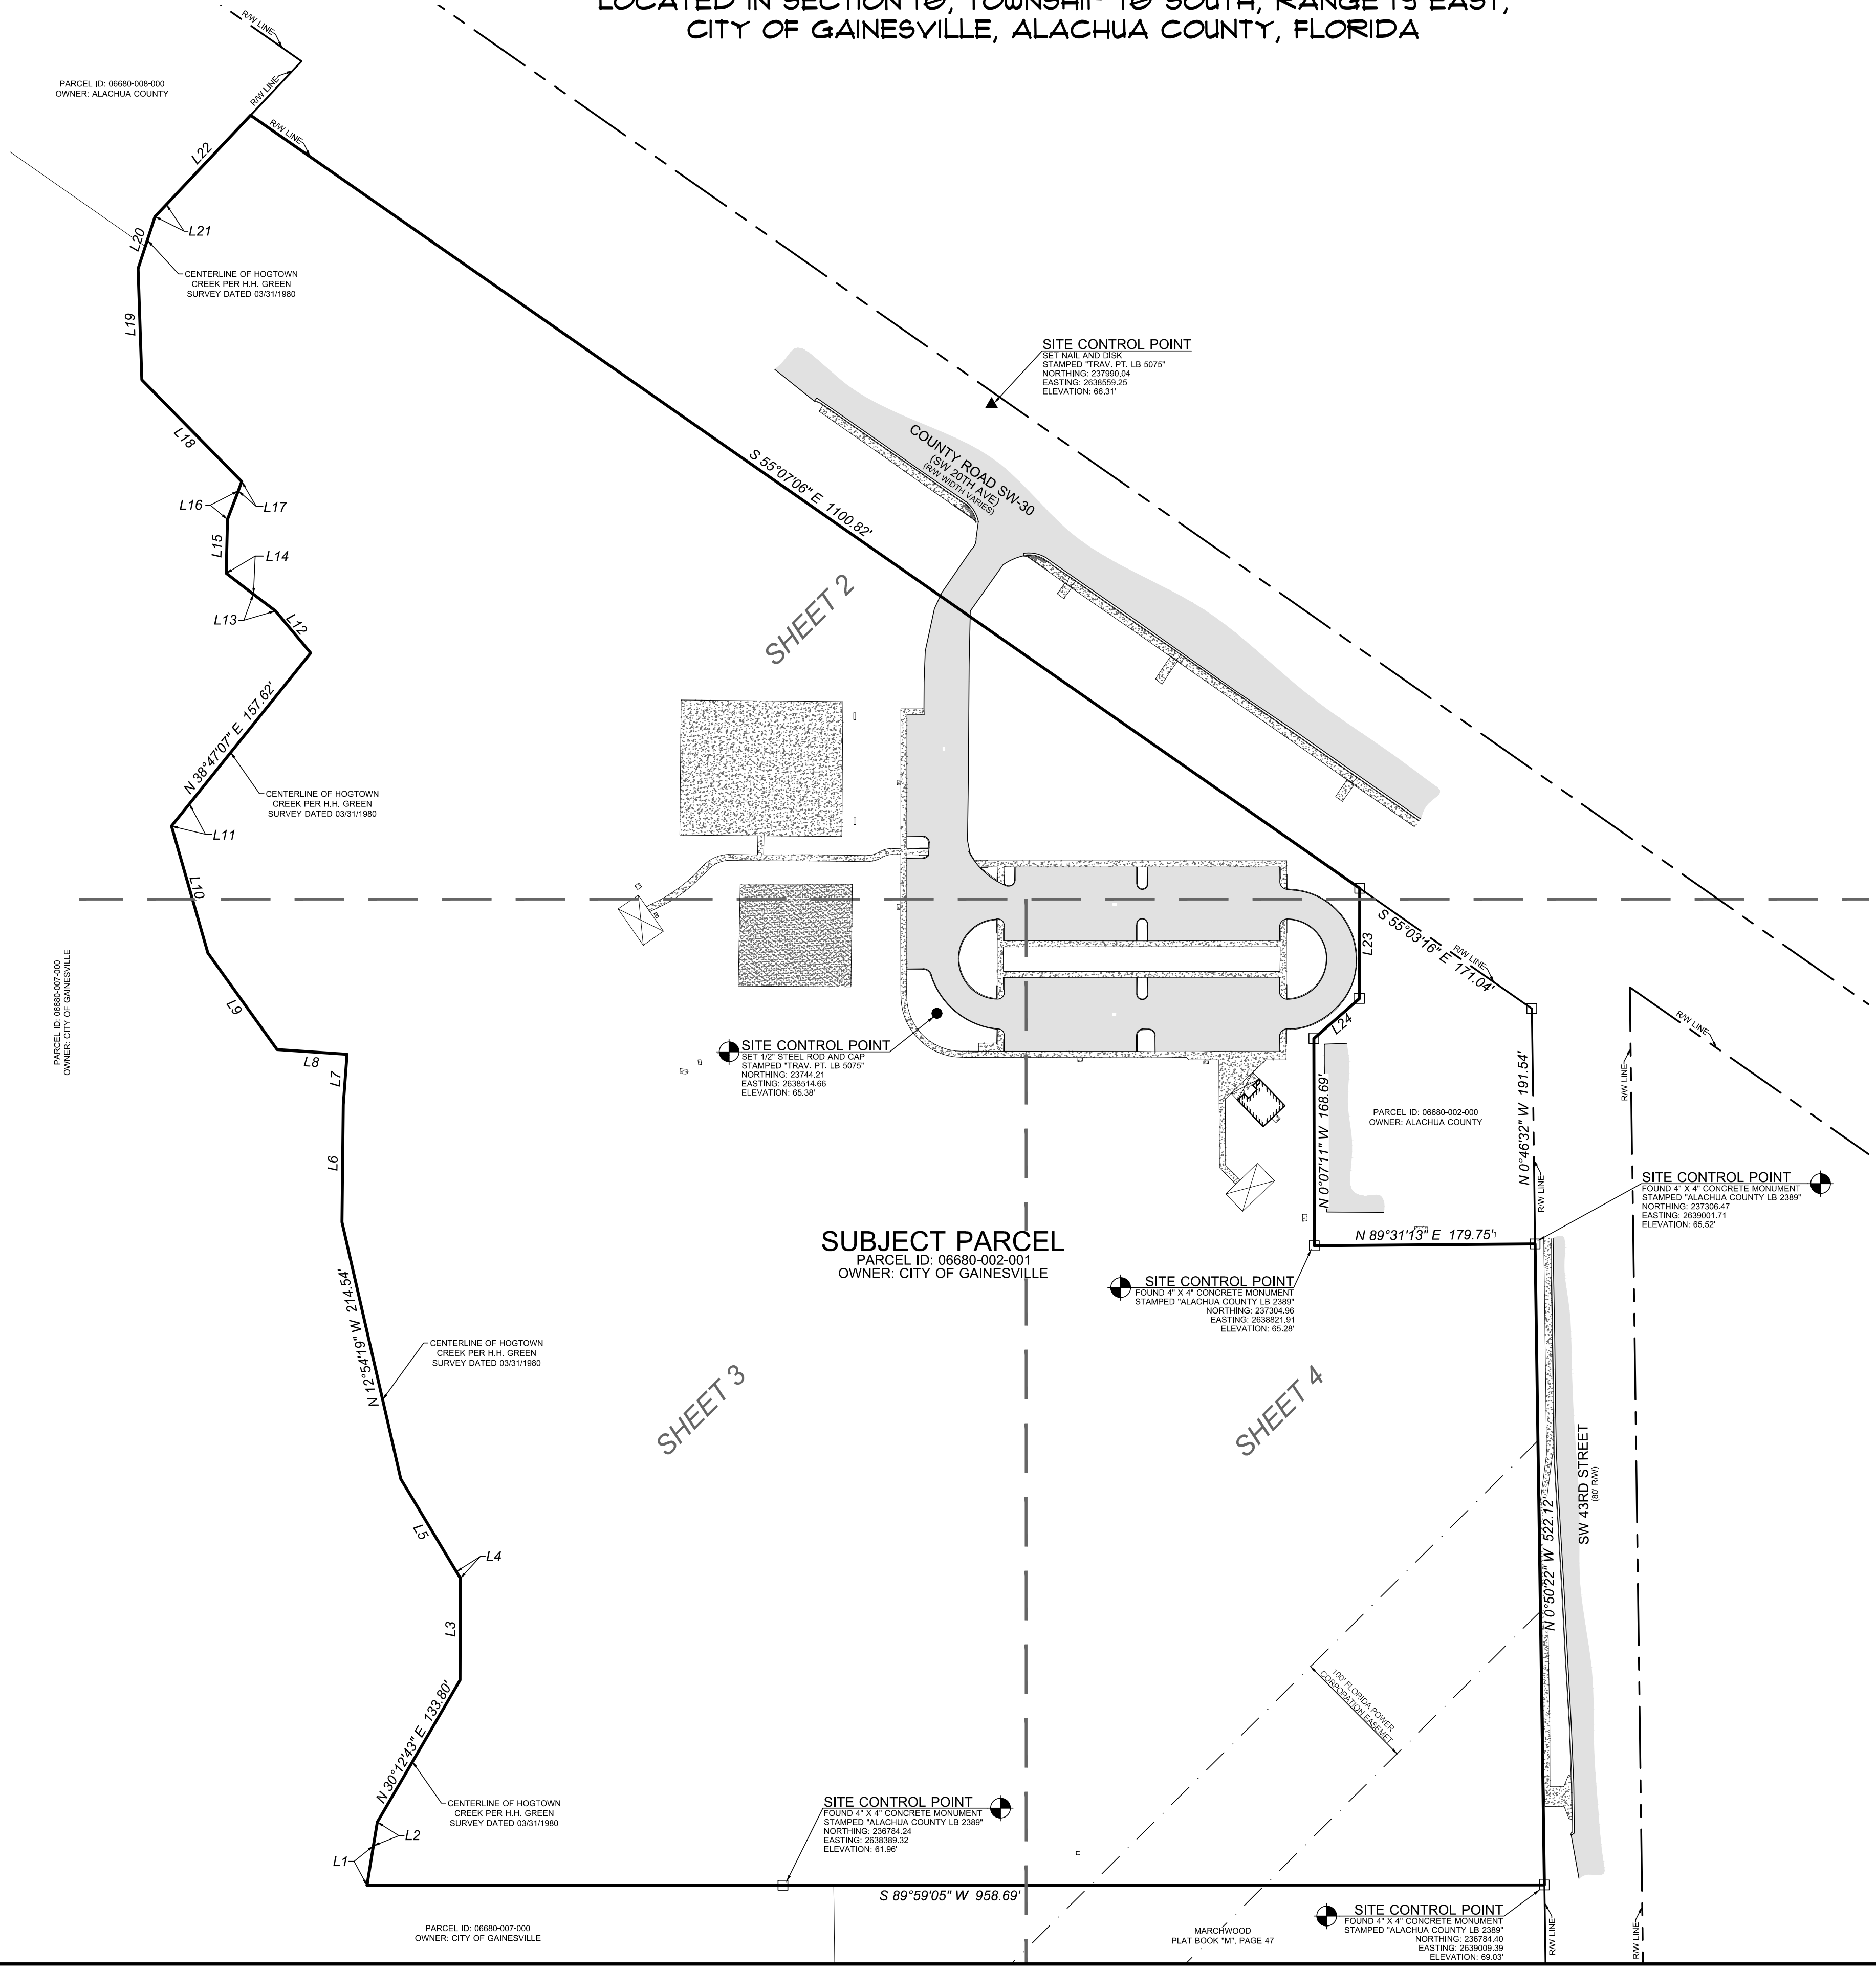 LOCATED IN SECTION 10, TOWNSHIP 10 SOUTH, RANGE 19 EAST,
CITY OF GAINESVILLE, ALACHUA COUNTY, FLORIDA
R/W LINE
R/W LINE
R/W LINE
PARCEL ID: 06680-008-000
OWNER: ALACHUA COUNTY
L22
L21
L20
CENTERLINE OF HOGTOWN
CREEK PER H.H. GREEN
SURVEY DATED 03/31/1980
L19
L18
L17
L16
L15
L14
L13
L12
SITE CONTROL POINT
SET NAIL AND DISK
STAMPED "TRAV. PT. LB 5075"
NORTHING: 237990.04
EASTING: 2638559.25
ELEVATION: 66.31'
COUNTY ROAD SW-30
(SW 20TH AVE)
(R/W WIDTH VARIES)
S 55°07'06" E 1100.82'
SHEET 2
N 38°47'07" E 157.62'
CENTERLINE OF HOGTOWN
CREEK PER H.H. GREEN
SURVEY DATED 03/31/1980
L11
L10
L9
L8
L7
L6
PARCEL ID: 06680-0007-000
OWNER: CITY OF GAINESVILLE
L23
L24
S 55°03'16" E 171.04'
R/W LINE
R/W LINE
R/W LINE
SITE CONTROL POINT
SET 1/2" STEEL ROD AND CAP
STAMPED "TRAV. PT. LB 5075"
NORTHING: 23744.21
EASTING: 2638514.66
ELEVATION: 65.38'
N 0°07'11" W 168.69'
PARCEL ID: 06680-002-000
OWNER: ALACHUA COUNTY
N 0°46'32" W 191.54'
R/W LINE
SITE CONTROL POINT
FOUND 4" X 4" CONCRETE MONUMENT
STAMPED "ALACHUA COUNTY LB 2389"
NORTHING: 237306.47
EASTING: 2639001.71
ELEVATION: 65.52'
N 89°31'13" E 179.75'
SUBJECT PARCEL
PARCEL ID: 06680-002-001
OWNER: CITY OF GAINESVILLE
SITE CONTROL POINT
FOUND 4" X 4" CONCRETE MONUMENT
STAMPED "ALACHUA COUNTY LB 2389"
NORTHING: 237304.96
EASTING: 2638821.91
ELEVATION: 65.28'
N 12°54'19" W 214.54'
CENTERLINE OF HOGTOWN
CREEK PER H.H. GREEN
SURVEY DATED 03/31/1980
SHEET 3
SHEET 4
SW 43RD STREET
(80' R/W)
N 0°50'22" W 522.12'
L5
L4
L3
100' FLORIDA POWER
CORPORATION EASEMET
N 30°12'43" E 133.80'
CENTERLINE OF HOGTOWN
CREEK PER H.H. GREEN
SURVEY DATED 03/31/1980
L2
L1
SITE CONTROL POINT
FOUND 4" X 4" CONCRETE MONUMENT
STAMPED "ALACHUA COUNTY LB 2389"
NORTHING: 236784.24
EASTING: 2638389.32
ELEVATION: 61.96'
S 89°59'05" W 958.69'
PARCEL ID: 06680-007-000
OWNER: CITY OF GAINESVILLE
MARCHWOOD
PLAT BOOK "M", PAGE 47
SITE CONTROL POINT
FOUND 4" X 4" CONCRETE MONUMENT
STAMPED "ALACHUA COUNTY LB 2389"
NORTHING: 236784.40
EASTING: 2639009.39
ELEVATION: 69.03'
R/W LINE
R/W LINE